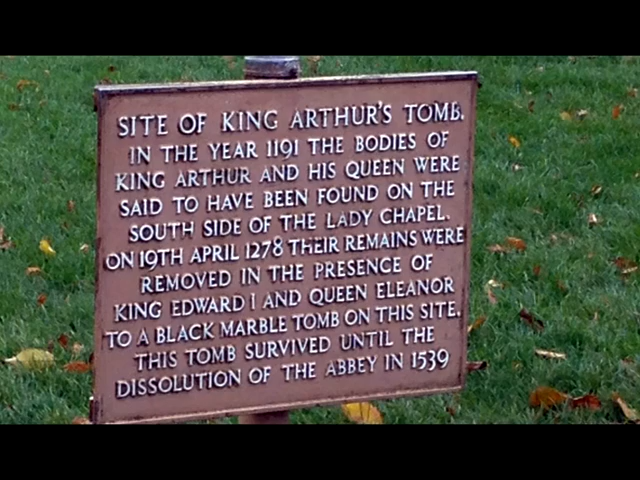 SITE OF KING ARTHUR'S TOMB.
IN THE YEAR 1191 THE BODIES OF
KING ARTHUR AND HIS QUEEN WERE
SAID TO HAVE BEEN FOUND ON THE
SOUTH SIDE OF THE LADY CHAPEL.
ON 19TH APRIL 1278 THEIR REMAINS WERE
REMOVED IN THE PRESENCE OF
KING EDWARD I AND QUEEN ELEANOR
TO A BLACK MARBLE TOMB ON THIS SITE.
THIS TOMB SURVIVED UNTIL THE
DISSOLUTION OF THE ABBEY IN 1539